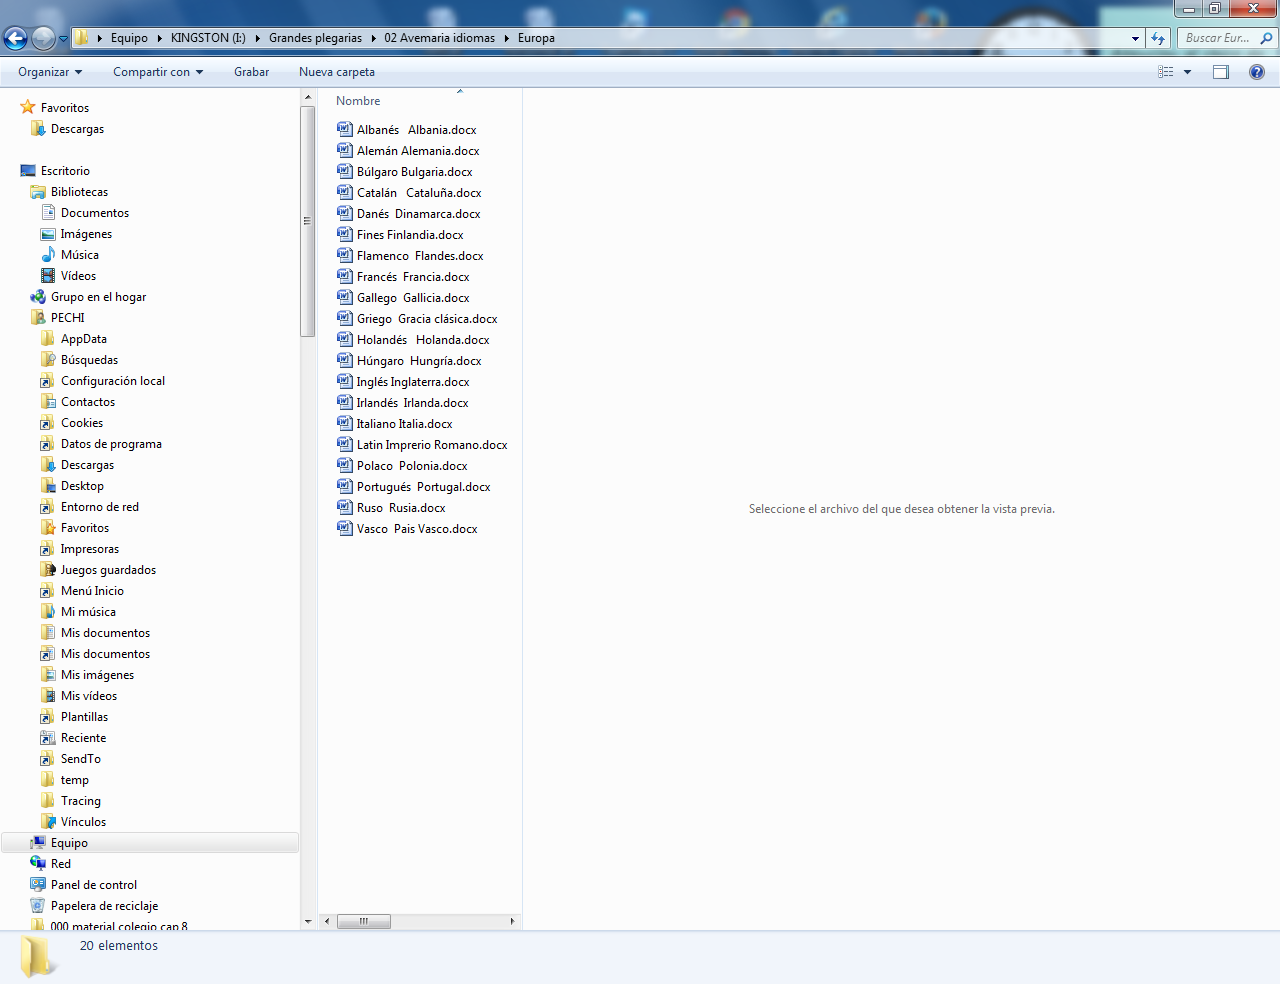 Equipo KINGSTON (I:) Grandes plegarias 02 Avemaria idiomas Europa
Buscar Eur...
Organizar Compartir con Grabar Nueva carpeta
Favoritos
Descargas
Escritorio
Bibliotecas
Documentos
Imágenes
Música
Vídeos
Grupo en el hogar
PECHI
AppData
Búsquedas
Configuración local
Contactos
Cookies
Datos de programa
Descargas
Desktop
Entorno de red
Favoritos
Impresoras
Juegos guardados
Menú Inicio
Mi música
Mis documentos
Mis documentos
Mis imágenes
Mis vídeos
Plantillas
Reciente
SendTo
temp
Tracing
Vínculos
Equipo
Red
Panel de control
Papelera de reciclaje
000 material colegio cap 8
Nombre
Albanés   Albania.docx
Alemán Alemania.docx
Búlgaro Bulgaria.docx
Catalán   Cataluña.docx
Danés  Dinamarca.docx
Fines Finlandia.docx
Flamenco  Flandes.docx
Francés  Francia.docx
Gallego  Gallicia.docx
Griego  Gracia clásica.docx
Holandés   Holanda.docx
Húngaro  Hungría.docx
Inglés Inglaterra.docx
Irlandés  Irlanda.docx
Italiano Italia.docx
Latin Imprerio Romano.docx
Polaco  Polonia.docx
Portugués  Portugal.docx
Ruso  Rusia.docx
Vasco  Pais Vasco.docx
Seleccione el archivo del que desea obtener la vista previa.
20 elementos